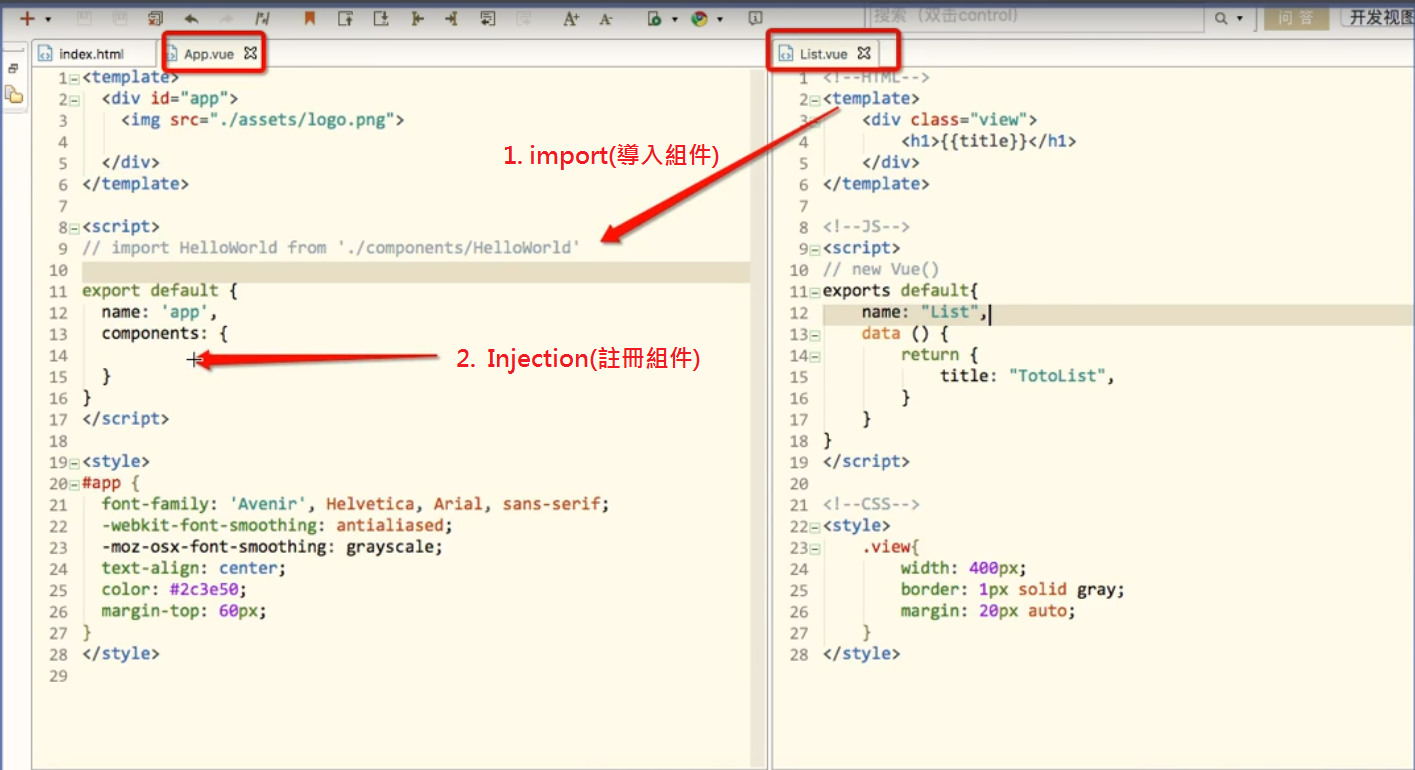 搜索（双击control）
问 答
开发视图
index.html
App.vue
List.vue
1 <template>
2 <div id="app">
3 <img src="./assets/logo.png">
4
5 </div>
6 </template>
7
8 <script>
9 // import HelloWorld from './components/HelloWorld'
10
11 export default {
12 name: 'app',
13 components: {
14
15 }
16 }
17 </script>
18
19 <style>
20 #app {
21 font-family: 'Avenir', Helvetica, Arial, sans-serif;
22 -webkit-font-smoothing: antialiased;
23 -moz-osx-font-smoothing: grayscale;
24 text-align: center;
25 color: #2c3e50;
26 margin-top: 60px;
27 }
28 </style>
29
1. import(導入組件)
2. Injection(註冊組件)
1 <!--HTML-->
2 <template>
3 <div class="view">
4 <h1>{{title}}</h1>
5 </div>
6 </template>
7
8 <!--JS-->
9 <script>
10 // new Vue()
11 exports default{
12 name: "List",
13 data () {
14 return {
15 title: "TotoList",
16 }
17 }
18 }
19 </script>
20
21 <!--CSS-->
22 <style>
23 .view{
24 width: 400px;
25 border: 1px solid gray;
26 margin: 20px auto;
27 }
28 </style>